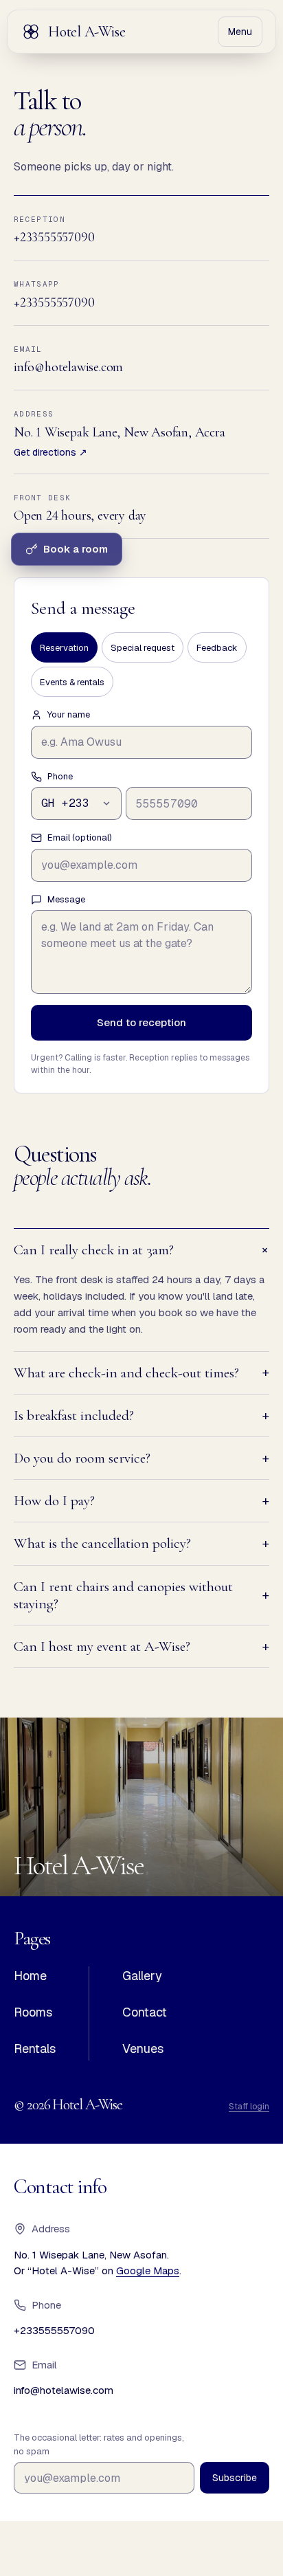 Hotel A-Wise
Menu
Talk to
a person.
Someone picks up, day or night.
RECEPTION
+233555557090
WHATSAPP
+233555557090
EMAIL
info@hotelawise.com
ADDRESS
No. 1 Wisepak Lane, New Asofan, Accra
Get directions ↗
FRONT DESK
Open 24 hours, every day
Book a room
Send a message
Reservation
Special request
Feedback
Events & rentals
Your name
e.g. Ama Owusu
Phone
GH +233
555557090
Email (optional)
you@example.com
Message
e.g. We land at 2am on Friday. Can
someone meet us at the gate?
Send to reception
Urgent? Calling is faster. Reception replies to messages
within the hour.
Questions
people actually ask.
Can I really check in at 3am? ×
Yes. The front desk is staffed 24 hours a day, 7 days a
week, holidays included. If you know you'll land late,
add your arrival time when you book so we have the
room ready and the light on.
What are check-in and check-out times? +
Is breakfast included? +
Do you do room service? +
How do I pay? +
What is the cancellation policy? +
Can I rent chairs and canopies without
staying? +
Can I host my event at A-Wise? +
Hotel A-Wise
Pages
Home
Gallery
Rooms
Contact
Rentals
Venues
© 2026 Hotel A-Wise
Staff login
Contact info
Address
No. 1 Wisepak Lane, New Asofan.
Or “Hotel A-Wise” on Google Maps.
Phone
+233555557090
Email
info@hotelawise.com
The occasional letter: rates and openings,
no spam
you@example.com
Subscribe